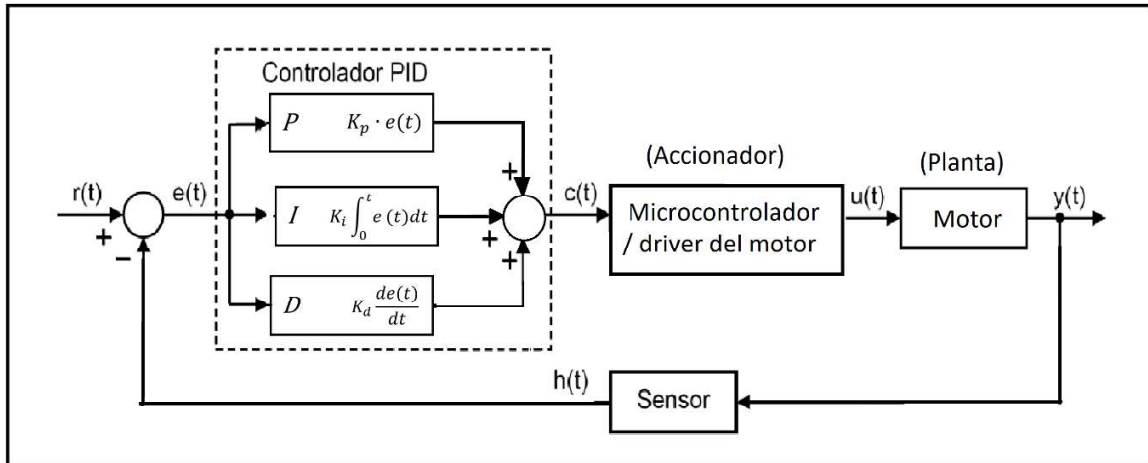 Controlador PID
P K_p · e(t)
(Accionador)
(Planta)
r(t)
e(t)
c(t)
u(t)
y(t)
+
I K_i ∫_0^t e (t)dt
+
+
+
−
Microcontrolador
/ driver del motor
Motor
D K_d de(t)/dt
h(t)
Sensor